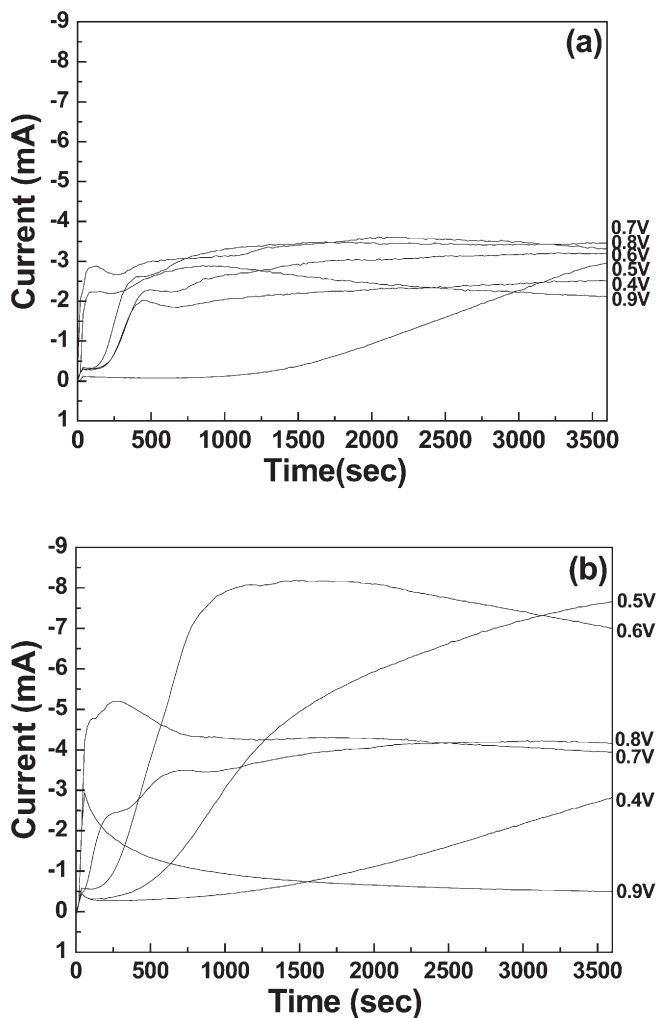 (a)
-9
-8
-7
-6
-5
-4
-3
-2
-1
0
1
Current (mA)
0.7V
0.8V
0.6V
0.5V
0.4V
0.9V
0 500 1000 1500 2000 2500 3000 3500
Time(sec)
(b)
-9
-8
-7
-6
-5
-4
-3
-2
-1
0
1
Current (mA)
0.5V
0.6V
0.8V
0.7V
0.4V
0.9V
0 500 1000 1500 2000 2500 3000 3500
Time (sec)